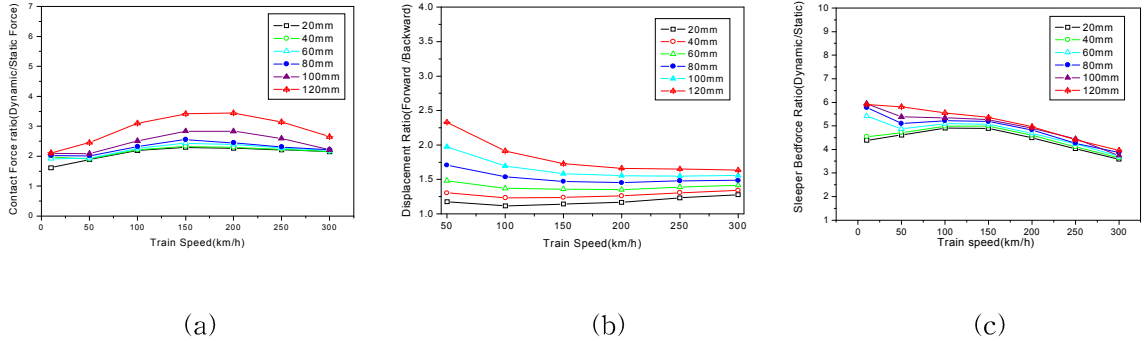 Contact Force ratio(Dynamic/Static Force)
7
6
5
4
3
2
1
0
20mm
40mm
60mm
80mm
100mm
120mm
0 50 100 150 200 250 300
Train Speed(km/h)
(a)
Displacement Ratio(Forward /Backward)
4.0
3.5
3.0
2.5
2.0
1.5
1.0
20mm
40mm
60mm
80mm
100mm
120mm
50 100 150 200 250 300
Train Speed(km/h)
(b)
Sleeper Bedforce Ratio(Dynamic/Static)
10
9
8
7
6
5
4
3
2
1
20mm
40mm
60mm
80mm
100mm
120mm
0 50 100 150 200 250 300
Train speed(km/h)
(c)